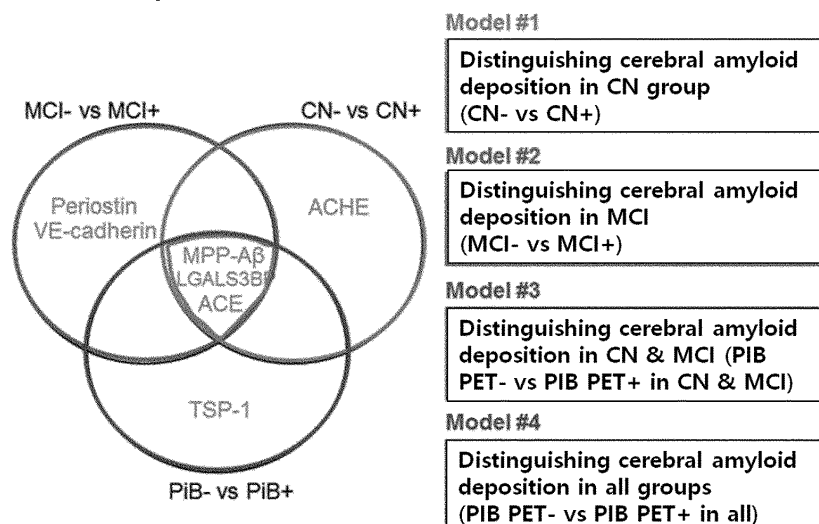 MCI- vs MCI+
CN- vs CN+
Periostin
VE-cadherin
ACHE
MPP-Aβ
LGALS3BP
ACE
TSP-1
PiB- vs PiB+
Model #1
Distinguishing cerebral amyloid
deposition in CN group
(CN- vs CN+)
Model #2
Distinguishing cerebral amyloid
deposition in MCI
(MCI- vs MCI+)
Model #3
Distinguishing cerebral amyloid
deposition in CN & MCI (PIB
PET- vs PIB PET+ in CN & MCI)
Model #4
Distinguishing cerebral amyloid
deposition in all groups
(PIB PET- vs PIB PET+ in all)